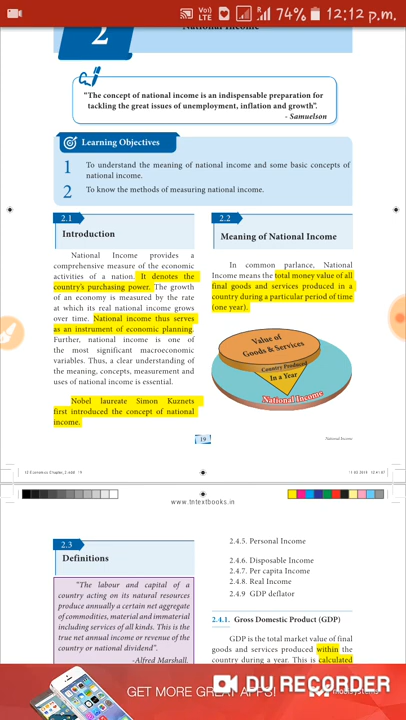 Vo)) LTE R 74% 12:12 p.m.
2
National Income
“The concept of national income is an indispensable preparation for
tackling the great issues of unemployment, inflation and growth”.
- Samuelson
Learning Objectives
1 To understand the meaning of national income and some basic concepts of
national income.
2 To know the methods of measuring national income.
2.1
Introduction
National Income provides a
comprehensive measure of the economic
activities of a nation. It denotes the
country's purchasing power. The growth
of an economy is measured by the rate
at which its real national income grows
over time. National income thus serves
as an instrument of economic planning.
Further, national income is one of
the most significant macroeconomic
variables. Thus, a clear understanding of
the meaning, concepts, measurement and
uses of national income is essential.
Nobel laureate Simon Kuznets
first introduced the concept of national
income.
2.2
Meaning of National Income
In common parlance, National
Income means the total money value of all
final goods and services produced in a
country during a particular period of time
(one year).
Value of
Goods & Services
Country Produced
In a Year
National Income
19
National Income
www.tntextbooks.in
2.3
Definitions
"The labour and capital of a
country acting on its natural resources
produce annually a certain net aggregate
of commodities, material and immaterial
including services of all kinds. This is the
true net annual income or revenue of the
country or national dividend".
-Alfred Marshall.
2.4.5. Personal Income
2.4.6. Disposable Income
2.4.7. Per capita Income
2.4.8. Real Income
2.4.9 GDP deflator
2.4.1. Gross Domestic Product (GDP)
GDP is the total market value of final
goods and services produced within the
country during a year. This is calculated
GET MORE GREAT APPS!
DU RECORDER